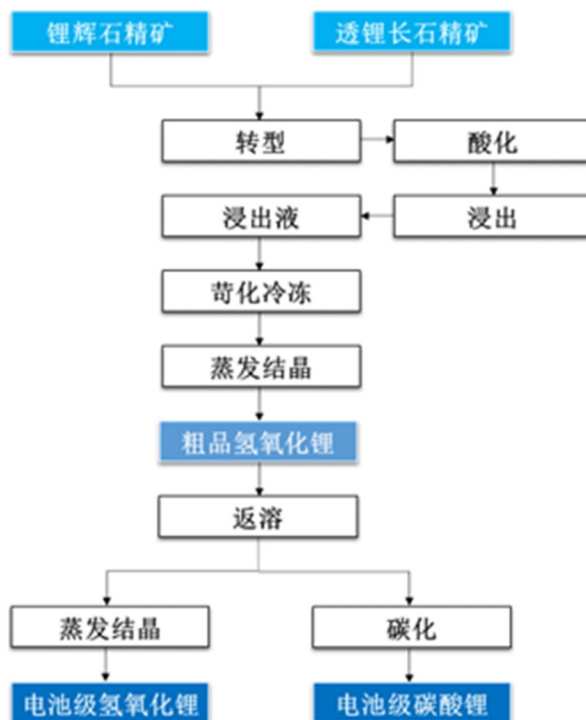 锂辉石精矿
透锂长石精矿
转型
酸化
浸出液
浸出
苛化冷冻
蒸发结晶
粗品氢氧化锂
返溶
蒸发结晶
碳化
电池级氢氧化锂
电池级碳酸锂